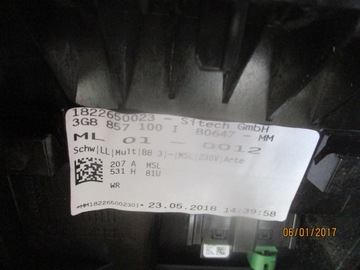 1822650023 - Sitech GmbH
3G8 857 100 I 80647 - MM
ML 01 - 0012
Schw|LL|Mult|BB 3|-|MSL|230V|Arte
207 A MSL
531 H 81U
WR
*MM1822650023O|* 23.05.2018 14:39:58
06/01/2017